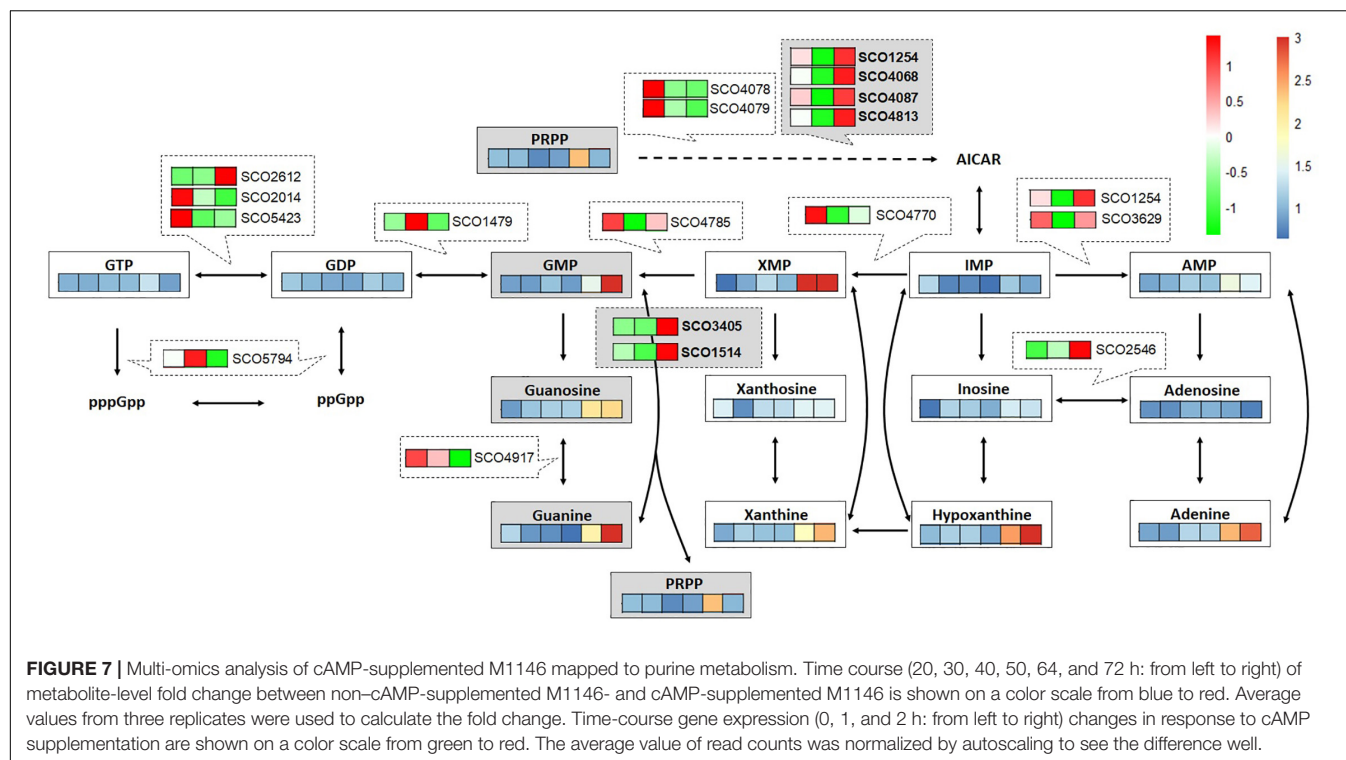 SCO1254
SCO4068
SCO4087
SCO4813
SCO4078
SCO4079
1
0.5
0
-0.5
-1
3
2.5
2
1.5
1
PRPP
AICAR
SCO2612
SCO2014
SCO5423
SCO1479
SCO4785
SCO4770
SCO1254
SCO3629
GTP
GDP
GMP
XMP
IMP
AMP
SCO5794
SCO3405
SCO1514
SCO2546
pppGpp
ppGpp
Guanosine
Xanthosine
Inosine
Adenosine
SCO4917
Guanine
Xanthine
Hypoxanthine
Adenine
PRPP
FIGURE 7 | Multi-omics analysis of cAMP-supplemented M1146 mapped to purine metabolism. Time course (20, 30, 40, 50, 64, and 72 h: from left to right) of
metabolite-level fold change between non–cAMP-supplemented M1146- and cAMP-supplemented M1146 is shown on a color scale from blue to red. Average
values from three replicates were used to calculate the fold change. Time-course gene expression (0, 1, and 2 h: from left to right) changes in response to cAMP
supplementation are shown on a color scale from green to red. The average value of read counts was normalized by autoscaling to see the difference well.